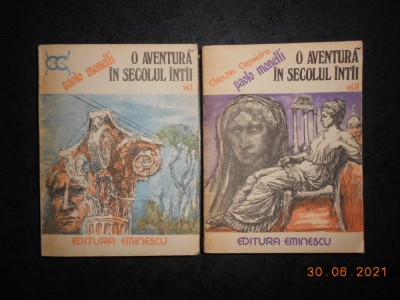 paolo monelli
O AVENTURĂ
ÎN SECOLUL ÎNTÎI
vol.I
EDITURA EMINESCU
Colecția Clepsidra
paolo monelli
O AVENTURĂ
ÎN SECOLUL ÎNTÎI
vol.II
EDITURA EMINESCU
30.06.2021